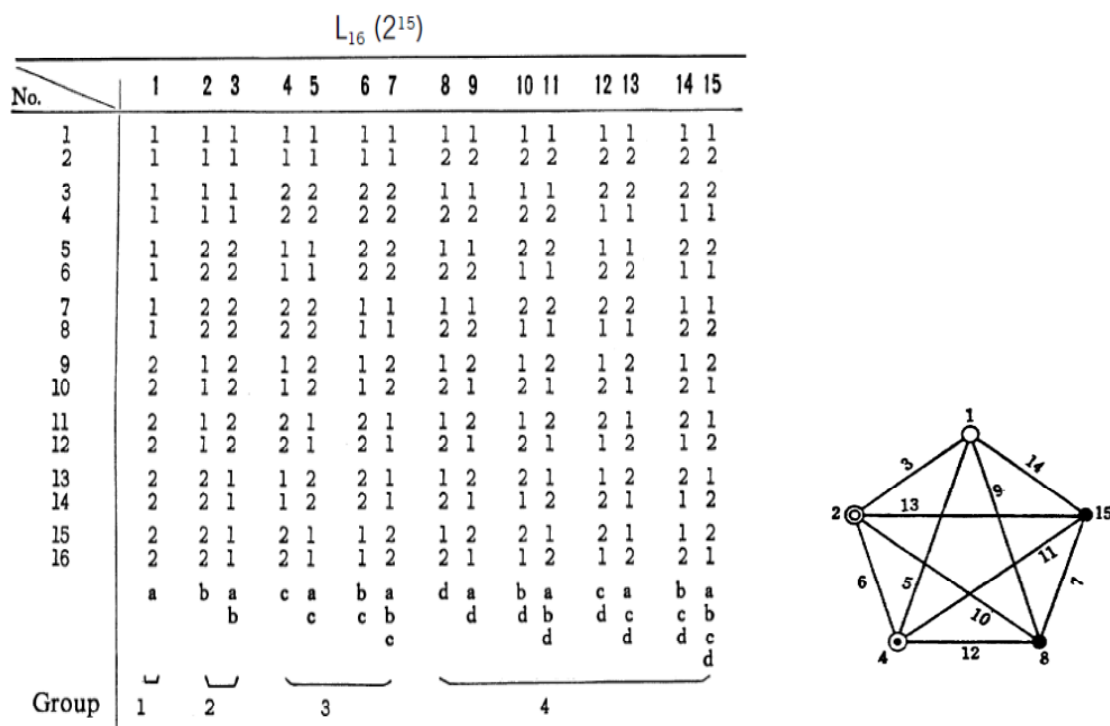 L16 (2^15)
No. 1 2 3 4 5 6 7 8 9 10 11 12 13 14 15
1 1 1 1 1 1 1 1 1 1 1 1 1 1 1 1
2 1 1 1 1 1 1 1 2 2 2 2 2 2 2 2
3 1 1 1 2 2 2 2 1 1 1 1 2 2 2 2
4 1 1 1 2 2 2 2 2 2 2 2 1 1 1 1
5 1 2 2 1 1 2 2 1 1 2 2 1 1 2 2
6 1 2 2 1 1 2 2 2 2 1 1 2 2 1 1
7 1 2 2 2 2 1 1 1 1 2 2 2 2 1 1
8 1 2 2 2 2 1 1 2 2 1 1 1 1 2 2
9 2 1 2 1 2 1 2 1 2 1 2 1 2 1 2
10 2 1 2 1 2 1 2 2 1 2 1 2 1 2 1
11 2 1 2 2 1 2 1 1 2 1 2 2 1 2 1
12 2 1 2 2 1 2 1 2 1 2 1 1 2 1 2
13 2 2 1 1 2 2 1 1 2 2 1 1 2 2 1
14 2 2 1 1 2 2 1 2 1 1 2 2 1 1 2
15 2 2 1 2 1 1 2 1 2 2 1 2 1 1 2
16 2 2 1 2 1 1 2 2 1 1 2 1 2 2 1
a b a c a b a d a b a c a b a
b c c b d d b d c c b
c d d d c
d
Group 1 2 3 4
1
3 14
9
2 13 15
11
6 5 7
10
4 12 8